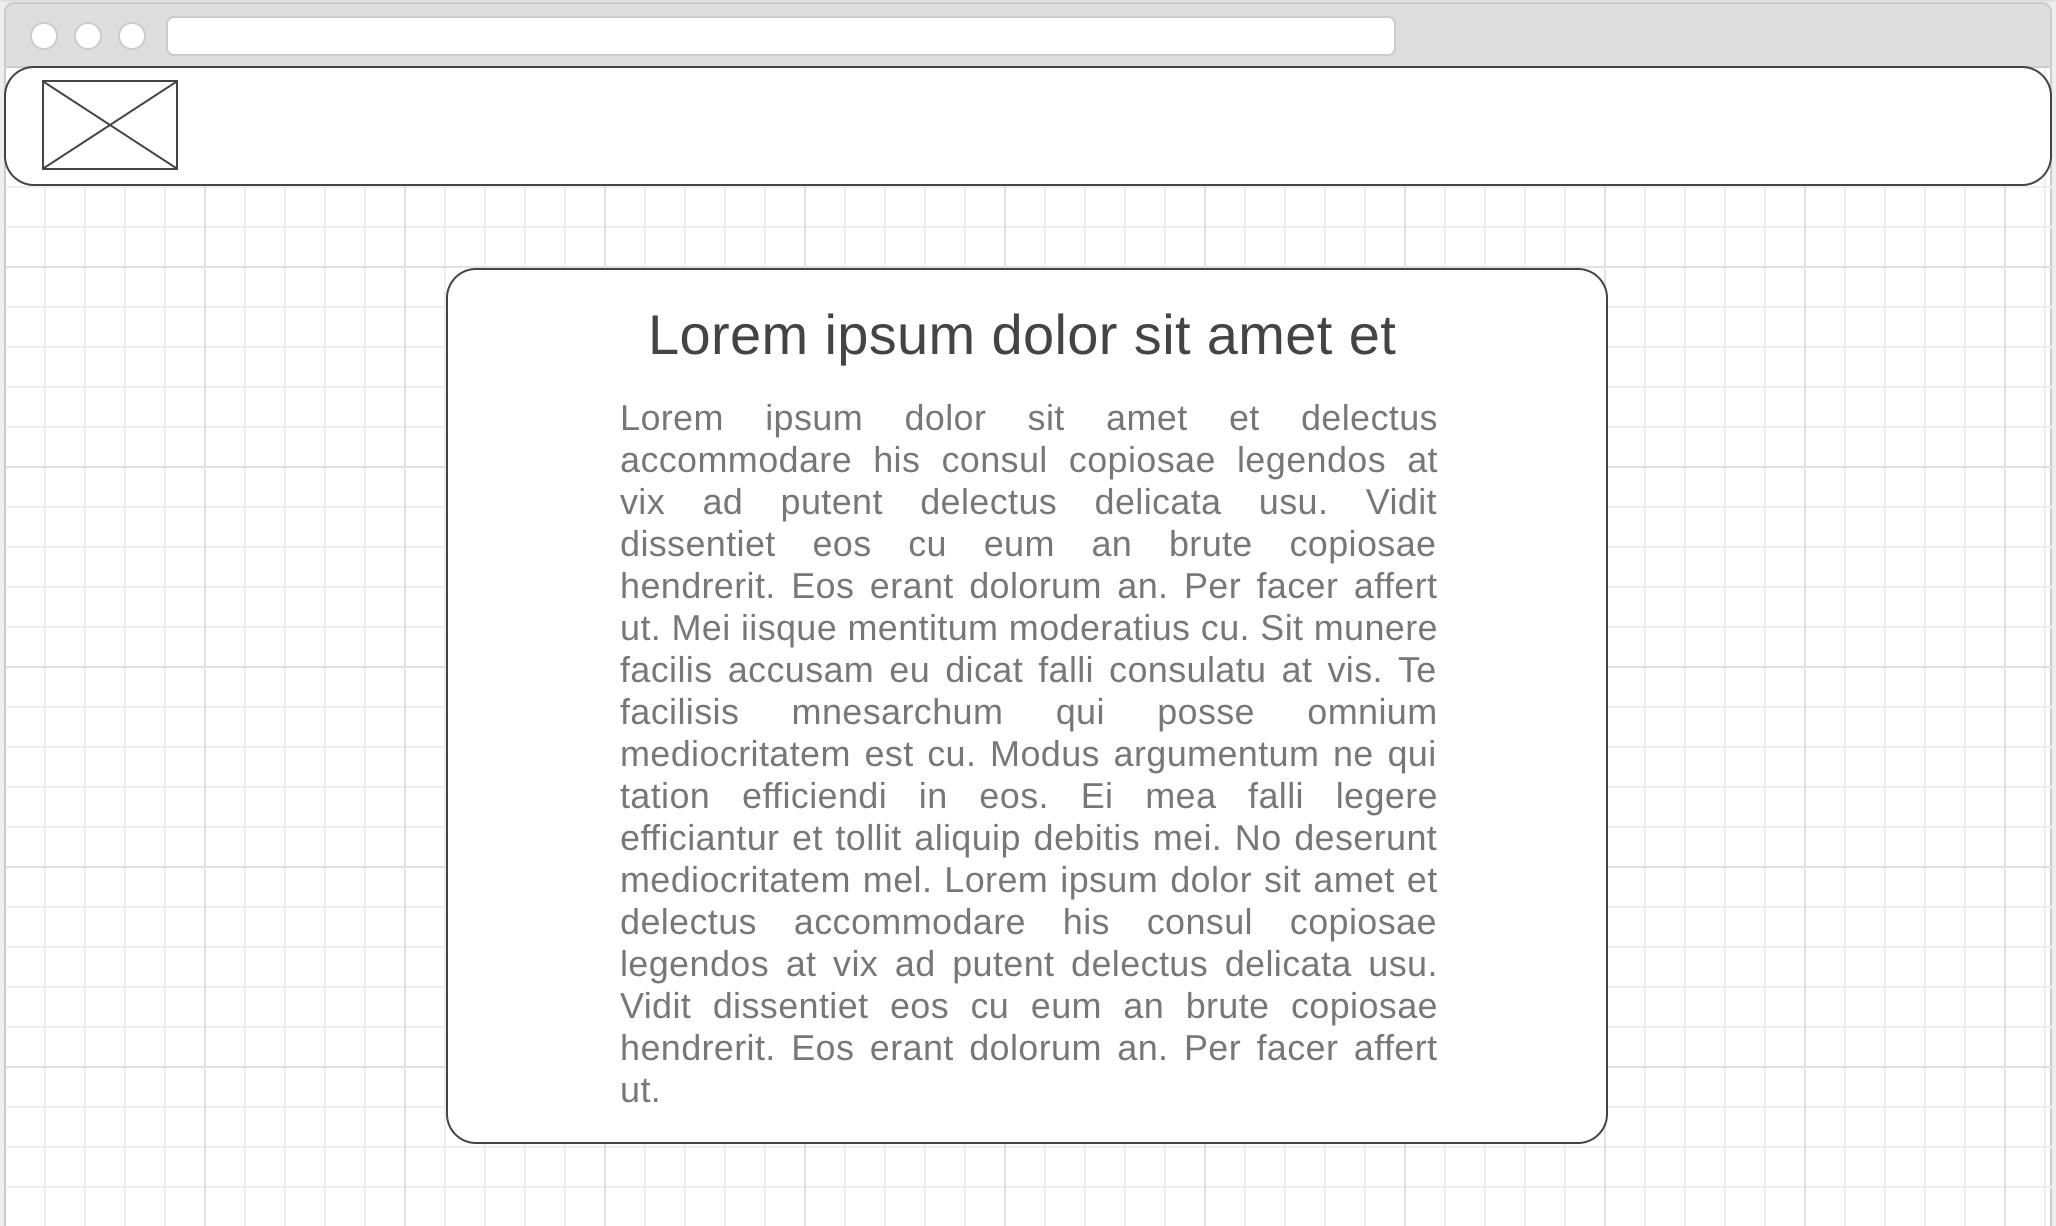 Lorem ipsum dolor sit amet et
Lorem ipsum dolor sit amet et delectus
accommodare his consul copiosae legendos at
vix ad putent delectus delicata usu. Vidit
dissentiet eos cu eum an brute copiosae
hendrerit. Eos erant dolorum an. Per facer affert
ut. Mei iisque mentitum moderatius cu. Sit munere
facilis accusam eu dicat falli consulatu at vis. Te
facilisis mnesarchum qui posse omnium
mediocritatem est cu. Modus argumentum ne qui
tation efficiendi in eos. Ei mea falli legere
efficiantur et tollit aliquip debitis mei. No deserunt
mediocritatem mel. Lorem ipsum dolor sit amet et
delectus accommodare his consul copiosae
legendos at vix ad putent delectus delicata usu.
Vidit dissentiet eos cu eum an brute copiosae
hendrerit. Eos erant dolorum an. Per facer affert
ut.